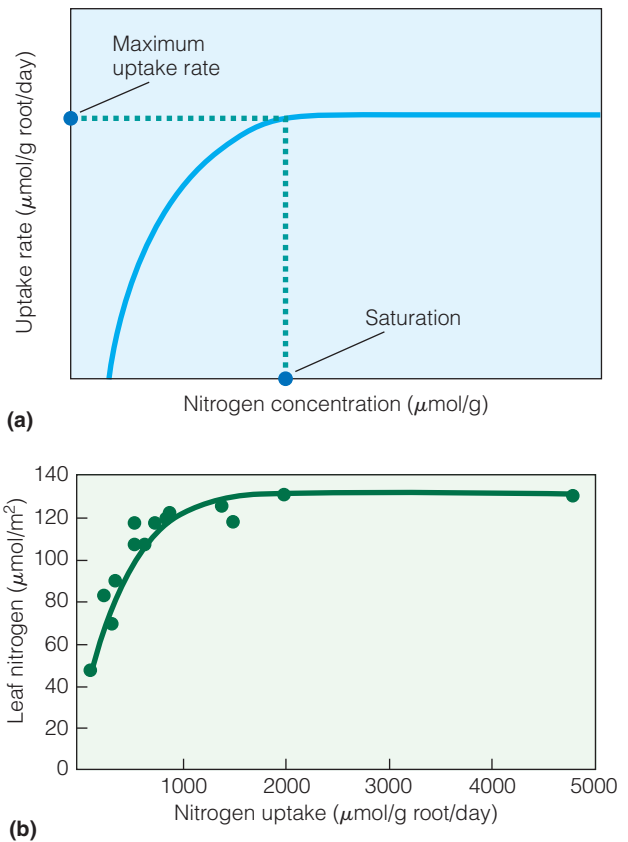 Maximum
uptake rate
Uptake rate (μmol/g root/day)
Saturation
Nitrogen concentration (μmol/g)
(a)
140
120
100
80
60
40
20
0
Leaf nitrogen (μmol/m²)
1000 2000 3000 4000 5000
Nitrogen uptake (μmol/g root/day)
(b)